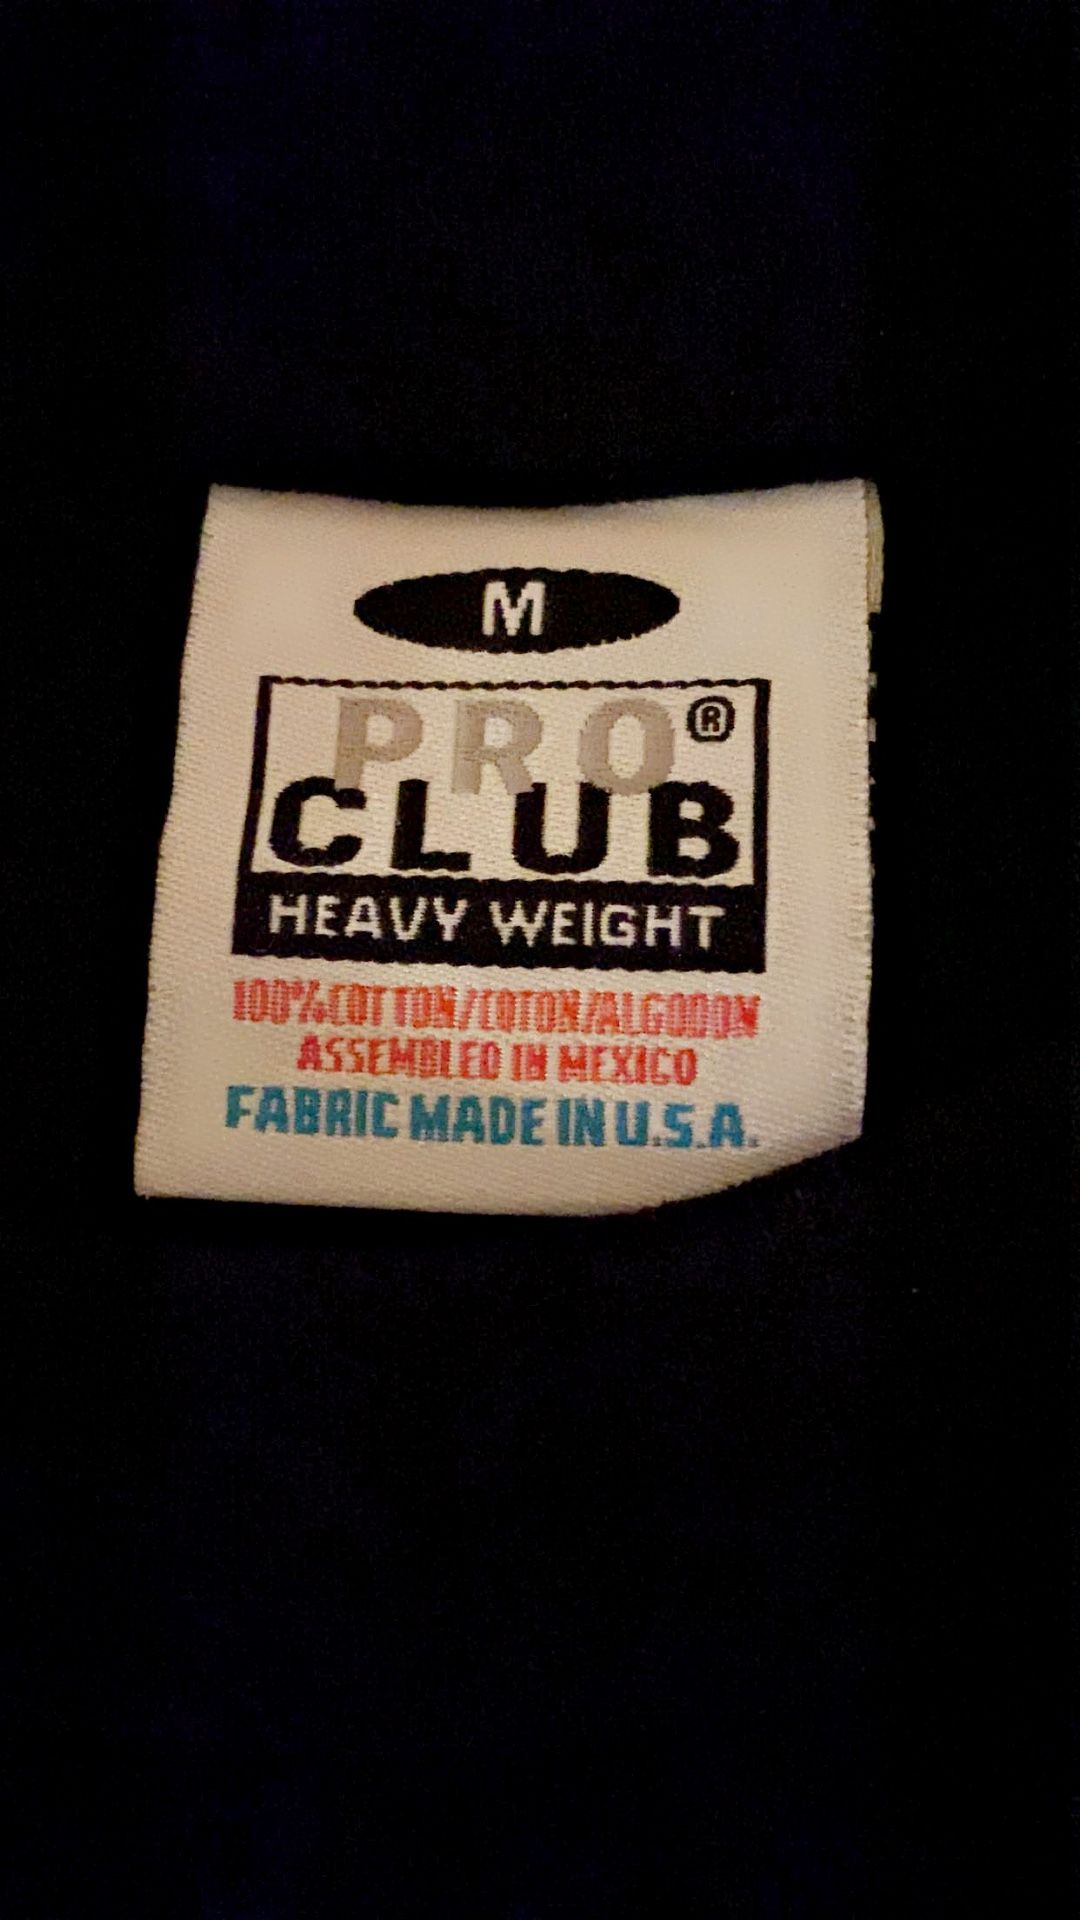 M
PRO®
CLUB
HEAVY WEIGHT
100%COTTON/COTON/ALGODON
ASSEMBLED IN MEXICO
FABRIC MADE IN U.S.A.